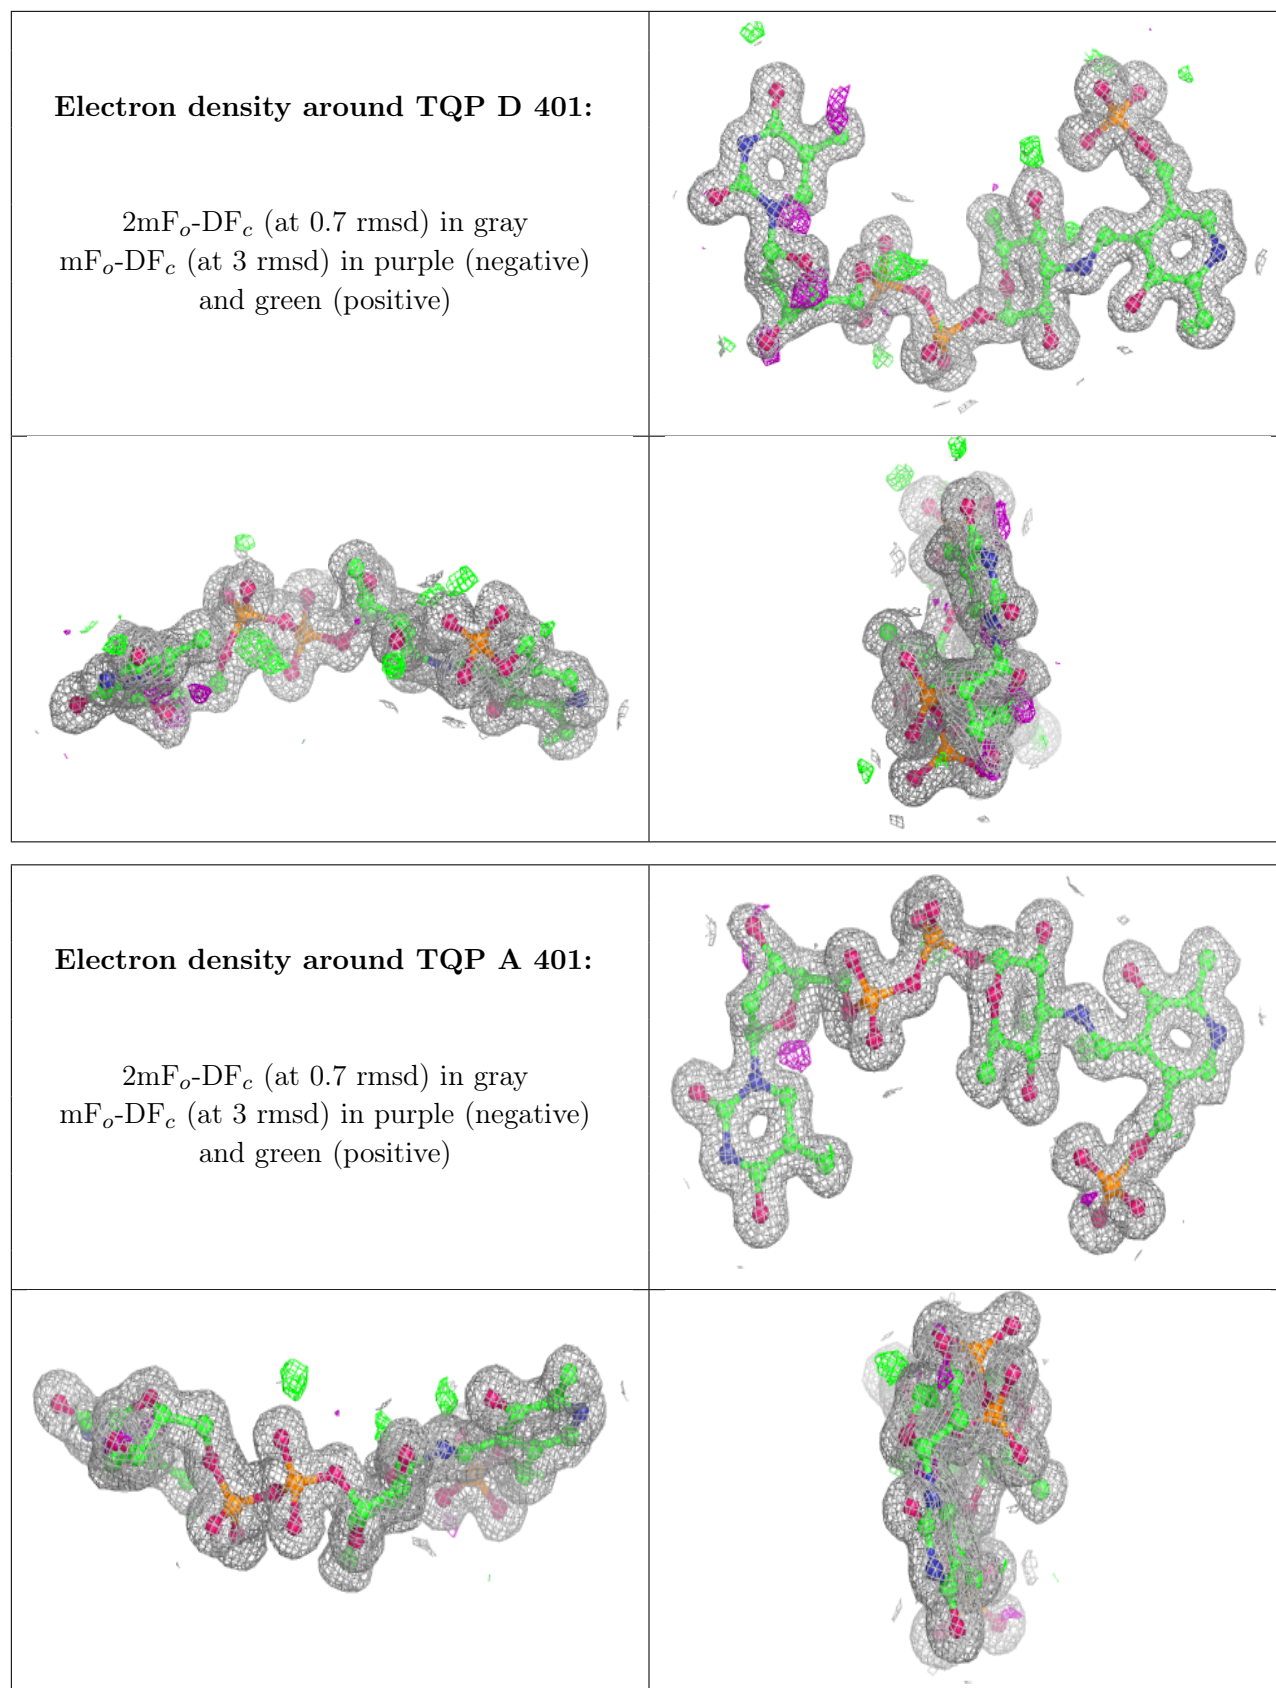 Electron density around TQP D 401:
2mFo-DFc (at 0.7 rmsd) in gray
mFo-DFc (at 3 rmsd) in purple (negative)
and green (positive)
Electron density around TQP A 401:
2mFo-DFc (at 0.7 rmsd) in gray
mFo-DFc (at 3 rmsd) in purple (negative)
and green (positive)